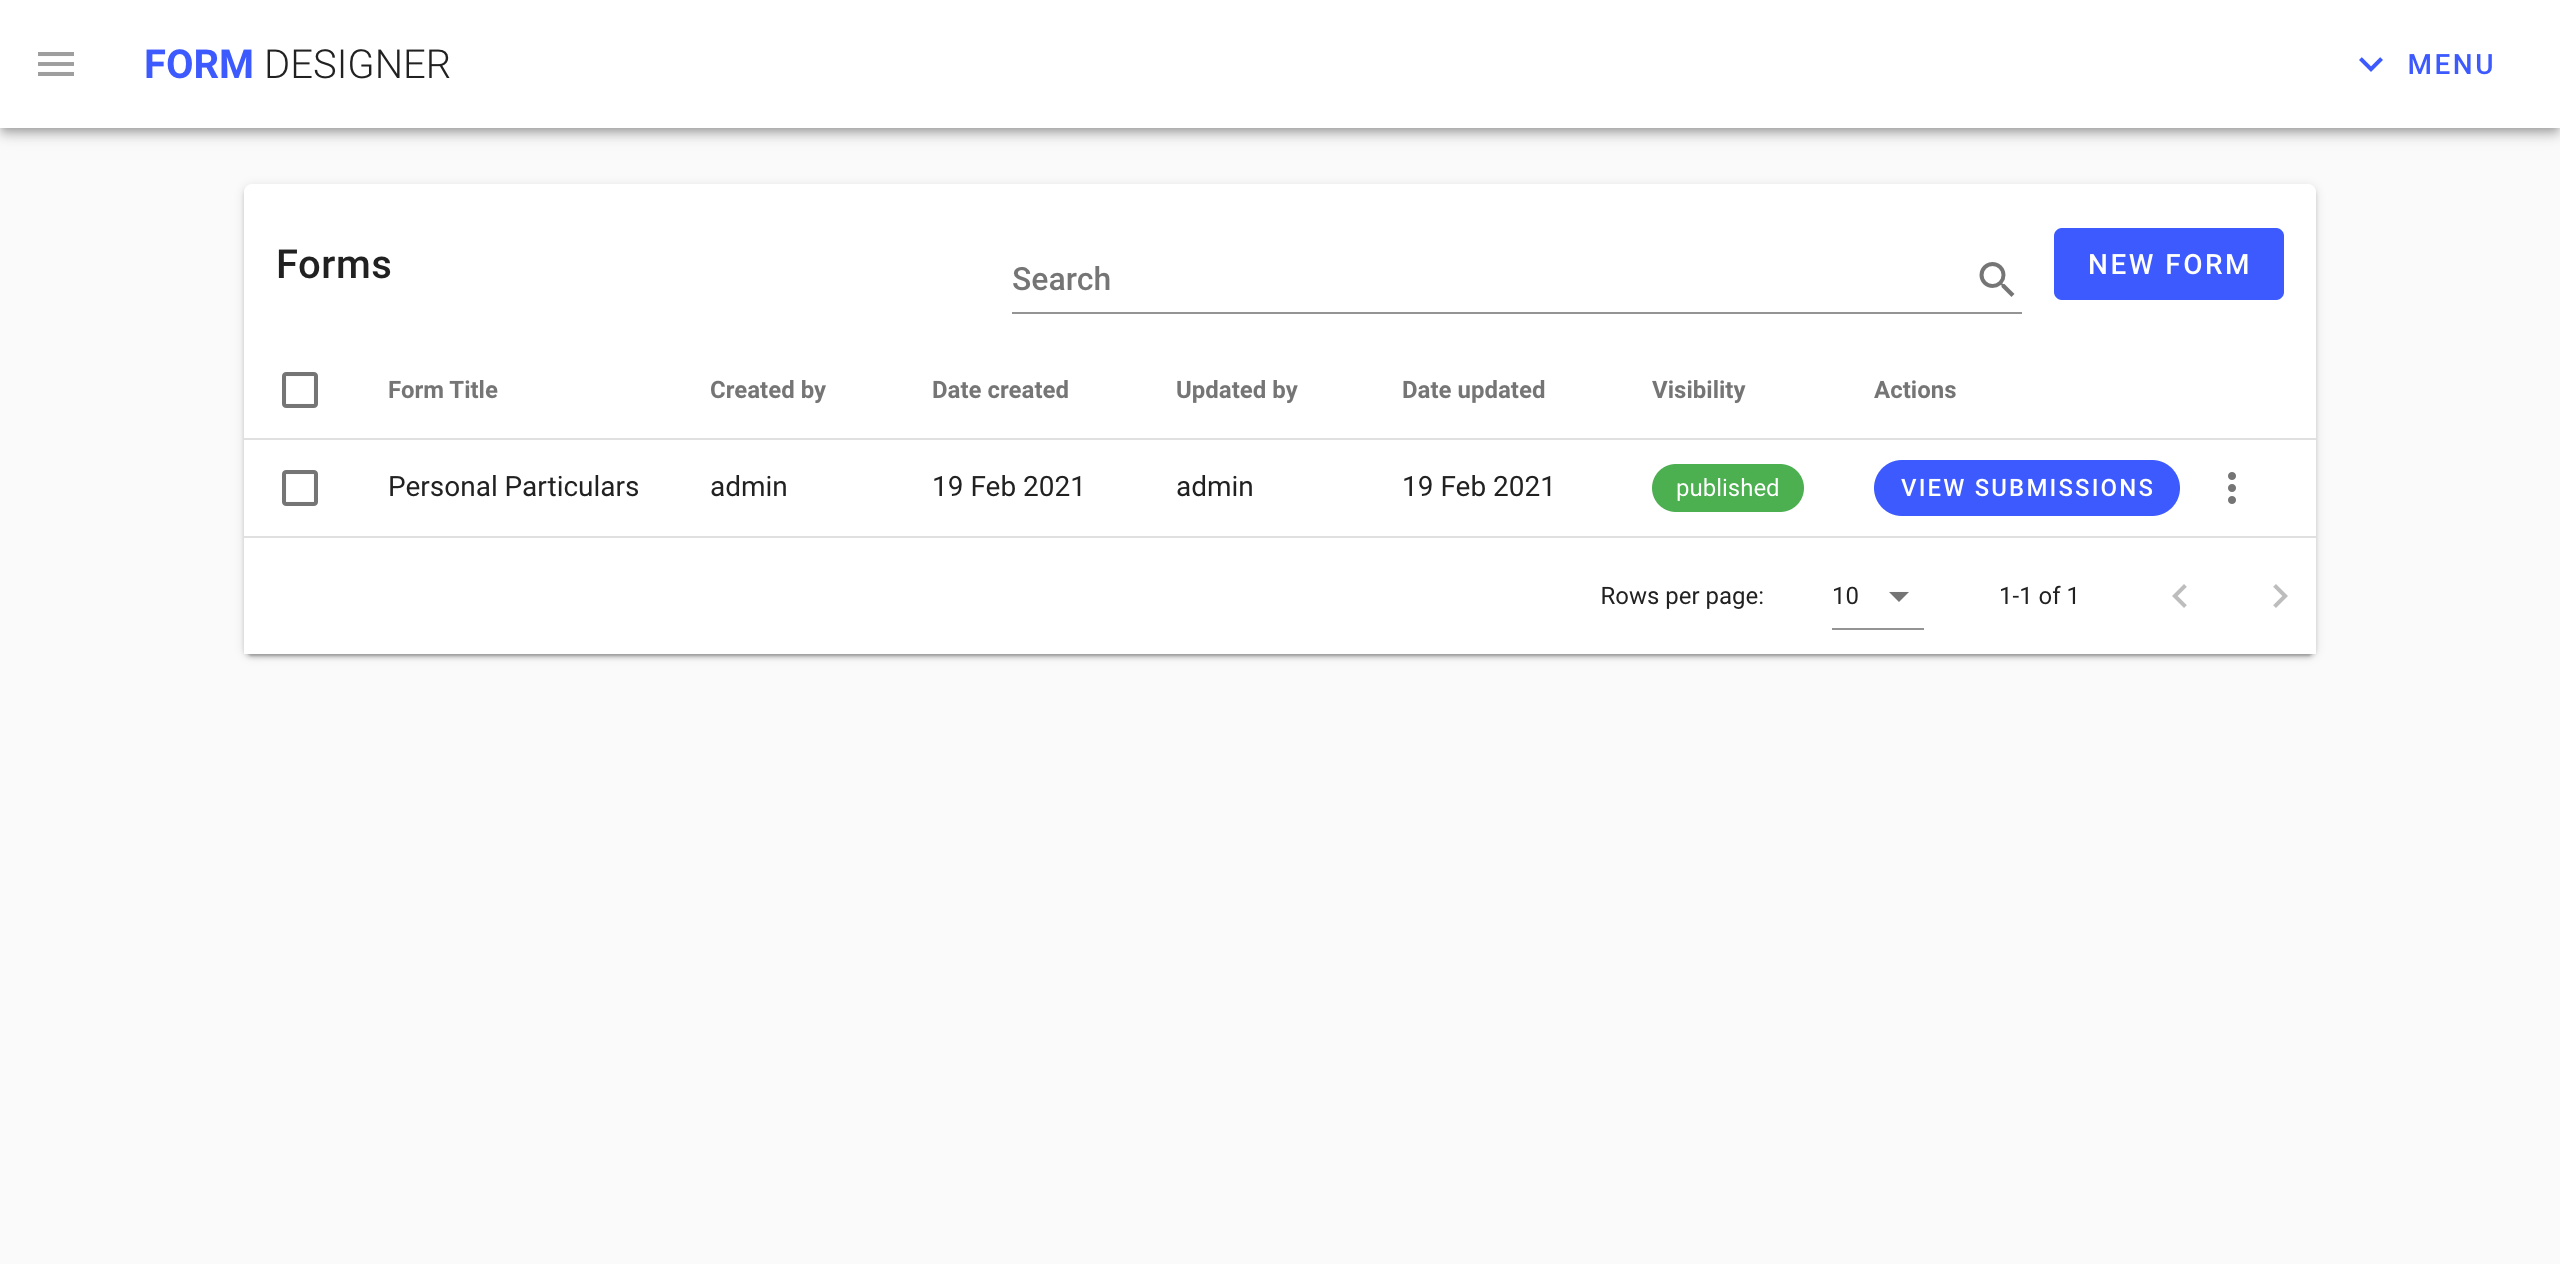 FORM DESIGNER
MENU
Forms
Search
NEW FORM
Form Title Created by Date created Updated by Date updated Visibility Actions
Personal Particulars admin 19 Feb 2021 admin 19 Feb 2021 published VIEW SUBMISSIONS
Rows per page: 10 1-1 of 1